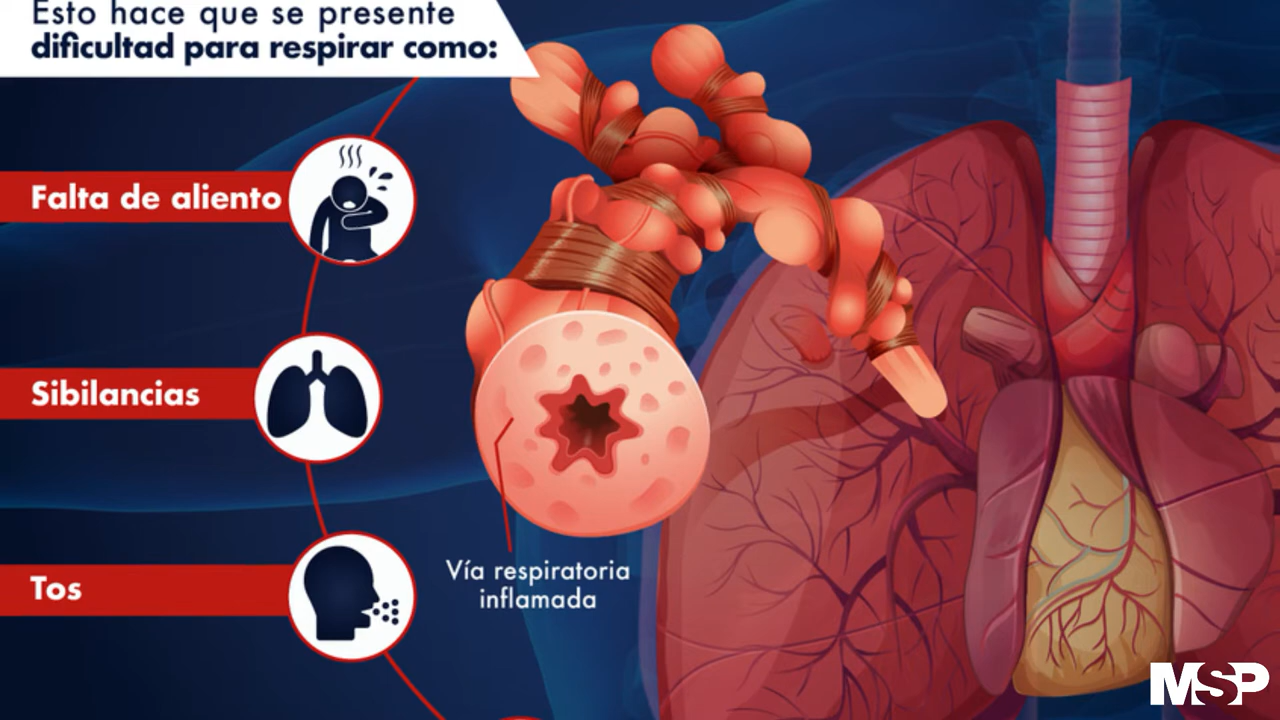 Esto hace que se presente
dificultad para respirar como:
Falta de aliento
Sibilancias
Tos
Vía respiratoria
inflamada
MSP